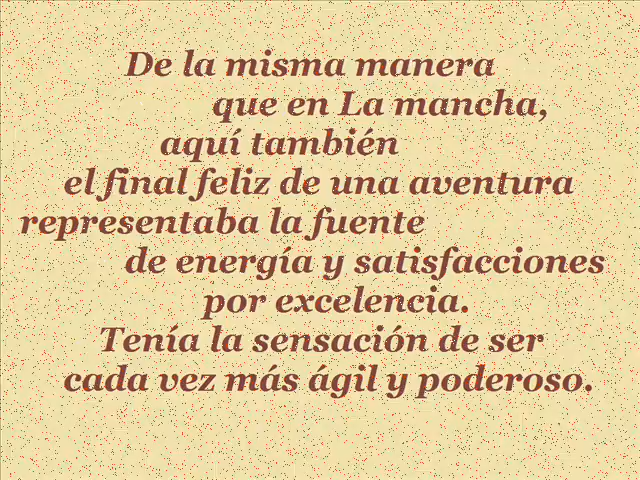 De la misma manera
que en La mancha,
aquí también
el final feliz de una aventura
representaba la fuente
de energía y satisfacciones
por excelencia.
Tenía la sensación de ser
cada vez más ágil y poderoso.